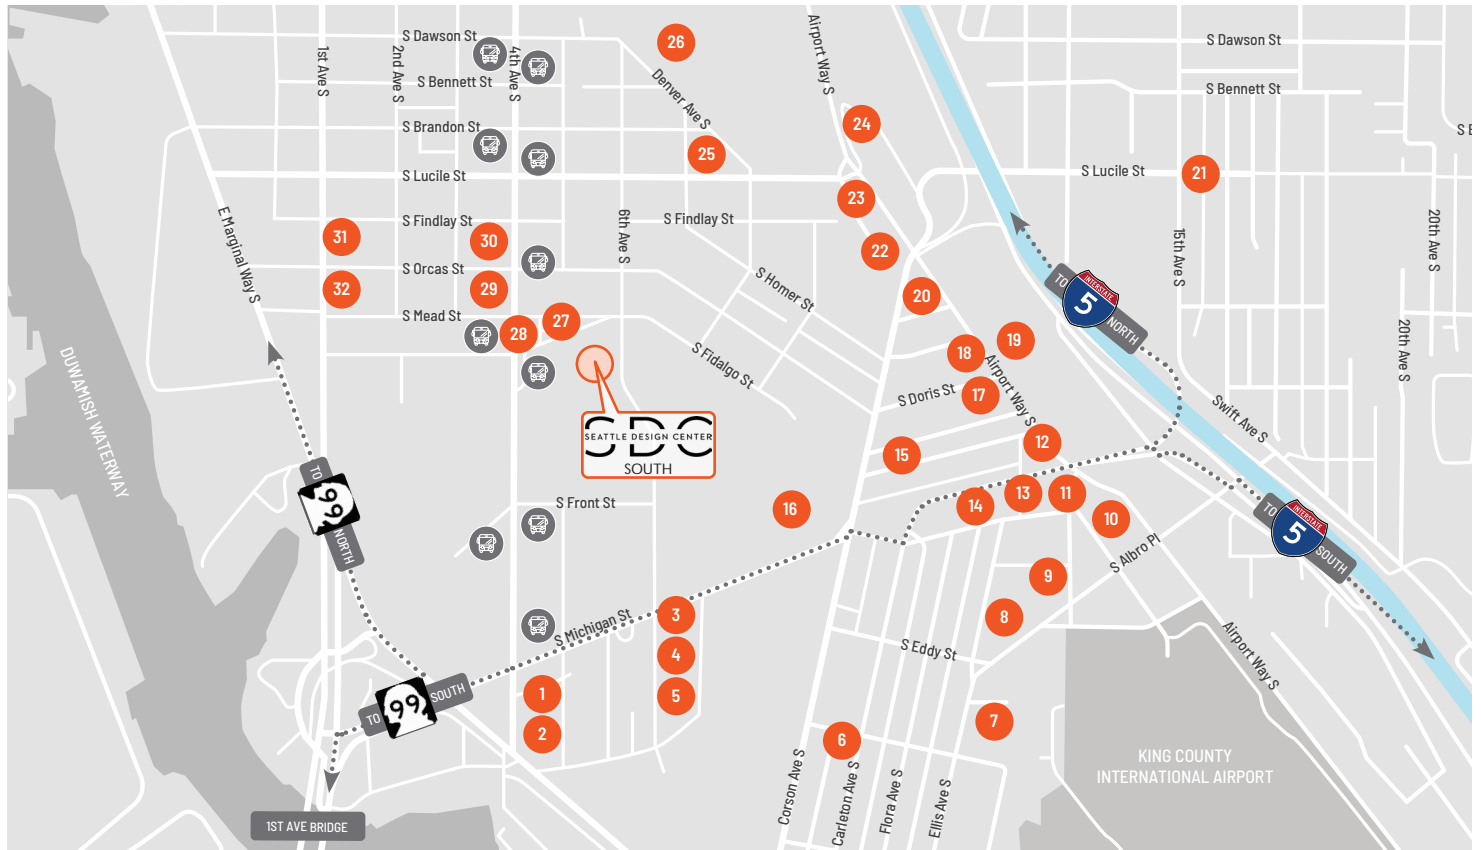 S Dawson St
S Bennett St
S Brandon St
S Lucile St
S Findlay St
S Orcas St
S Mead St
1st Ave S
2nd Ave S
4th Ave S
6th Ave S
Denver Ave S
Airport Way S
S Findlay St
S Homer St
S Fidalgo St
E Marginal Way S
DUWAMISH WATERWAY
26
25
24
23
22
21
20
19
18
17
16
15
14
13
12
11
10
9
8
7
6
5
4
3
2
1
27
28
29
30
31
32
SDC
SEATTLE DESIGN CENTER
SOUTH
S Dawson St
S Bennett St
S B
S Lucile St
15th Ave S
20th Ave S
20th Ave S
Swift Ave S
TO
INTERSTATE
5
NORTH
TO
INTERSTATE
5
SOUTH
S Doris St
Airport Way S
S Albro Pl
S Eddy St
Airport Way S
S Front St
S Michigan St
TO
99
NORTH
TO
99
SOUTH
1ST AVE BRIDGE
Corson Ave S
Carleton Ave S
Flora Ave S
Ellis Ave S
KING COUNTY
INTERNATIONAL AIRPORT